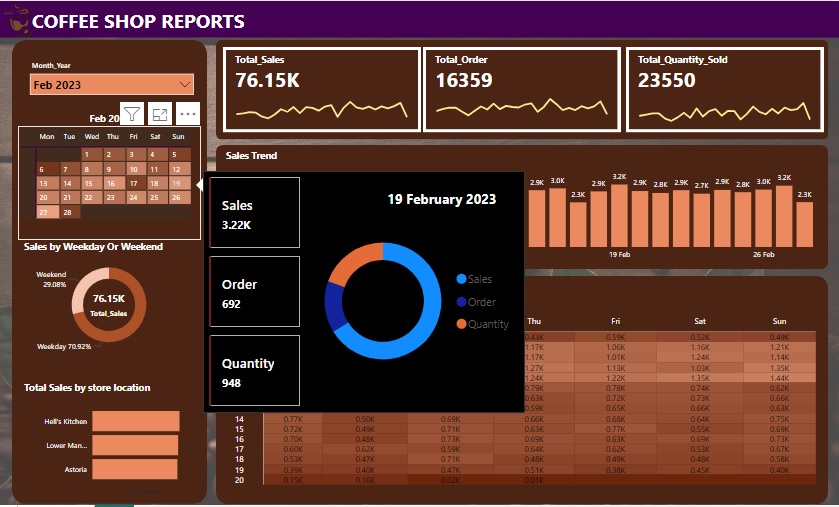 COFFEE SHOP REPORTS
Month_Year
Feb 2023
Total_Sales
76.15K
Total_Order
16359
Total_Quantity_Sold
23550
Feb 20
Mon Tue Wed Thu Fri Sat Sun
1 2 3 4 5
6 7 8 9 10 11 12
13 14 15 16 17 18 19
20 21 22 23 24 25 26
27 28
Sales by Weekday Or Weekend
Weekend
29.08%
76.15K
Total_Sales
Weekday 70.92%
Total Sales by store location
Hell's Kitchen
Lower Man...
Astoria
Sales Trend
2.9K 3.0K 2.3K 2.9K 3.2K 2.9K 2.8K 2.9K 2.7K 2.9K 2.8K 3.0K 3.2K 2.3K
19 Feb 26 Feb
19 February 2023
Sales
3.22K
Order
692
Quantity
948
Sales
Order
Quantity
Thu Fri Sat Sun
0.43K 0.59K 0.52K 0.49K
1.17K 1.06K 1.16K 1.21K
1.17K 1.01K 1.24K 1.14K
1.27K 1.13K 1.03K 1.35K
1.24K 1.22K 1.35K 1.44K
0.79K 0.78K 0.72K 0.74K
0.63K 0.72K 0.73K 0.66K
0.59K 0.65K 0.66K 0.63K
14 0.77K 0.50K 0.69K 0.66K 0.68K 0.64K 0.75K
15 0.72K 0.49K 0.71K 0.63K 0.77K 0.55K 0.69K
16 0.70K 0.48K 0.73K 0.69K 0.63K 0.69K 0.73K
17 0.60K 0.62K 0.59K 0.64K 0.62K 0.53K 0.67K
18 0.53K 0.47K 0.71K 0.48K 0.49K 0.48K 0.58K
19 0.39K 0.40K 0.47K 0.51K 0.38K 0.45K 0.40K
20 0.15K 0.16K 0.02K 0.01K